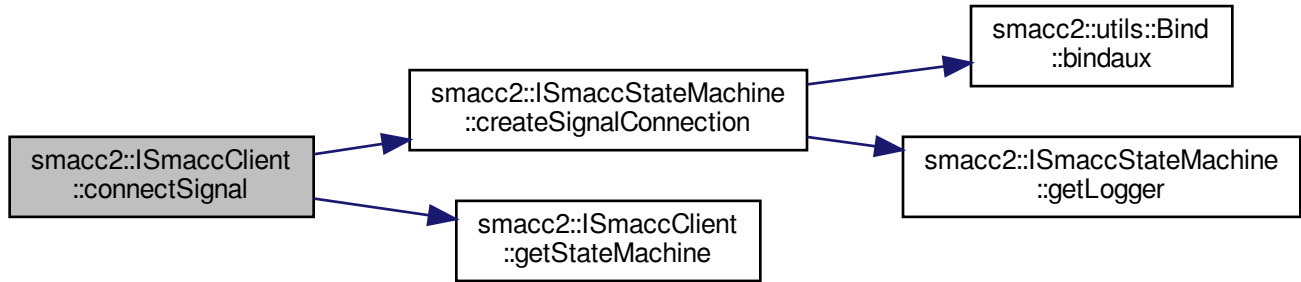 smacc2::ISmaccClient
::connectSignal
smacc2::ISmaccStateMachine
::createSignalConnection
smacc2::utils::Bind
::bindaux
smacc2::ISmaccStateMachine
::getLogger
smacc2::ISmaccClient
::getStateMachine